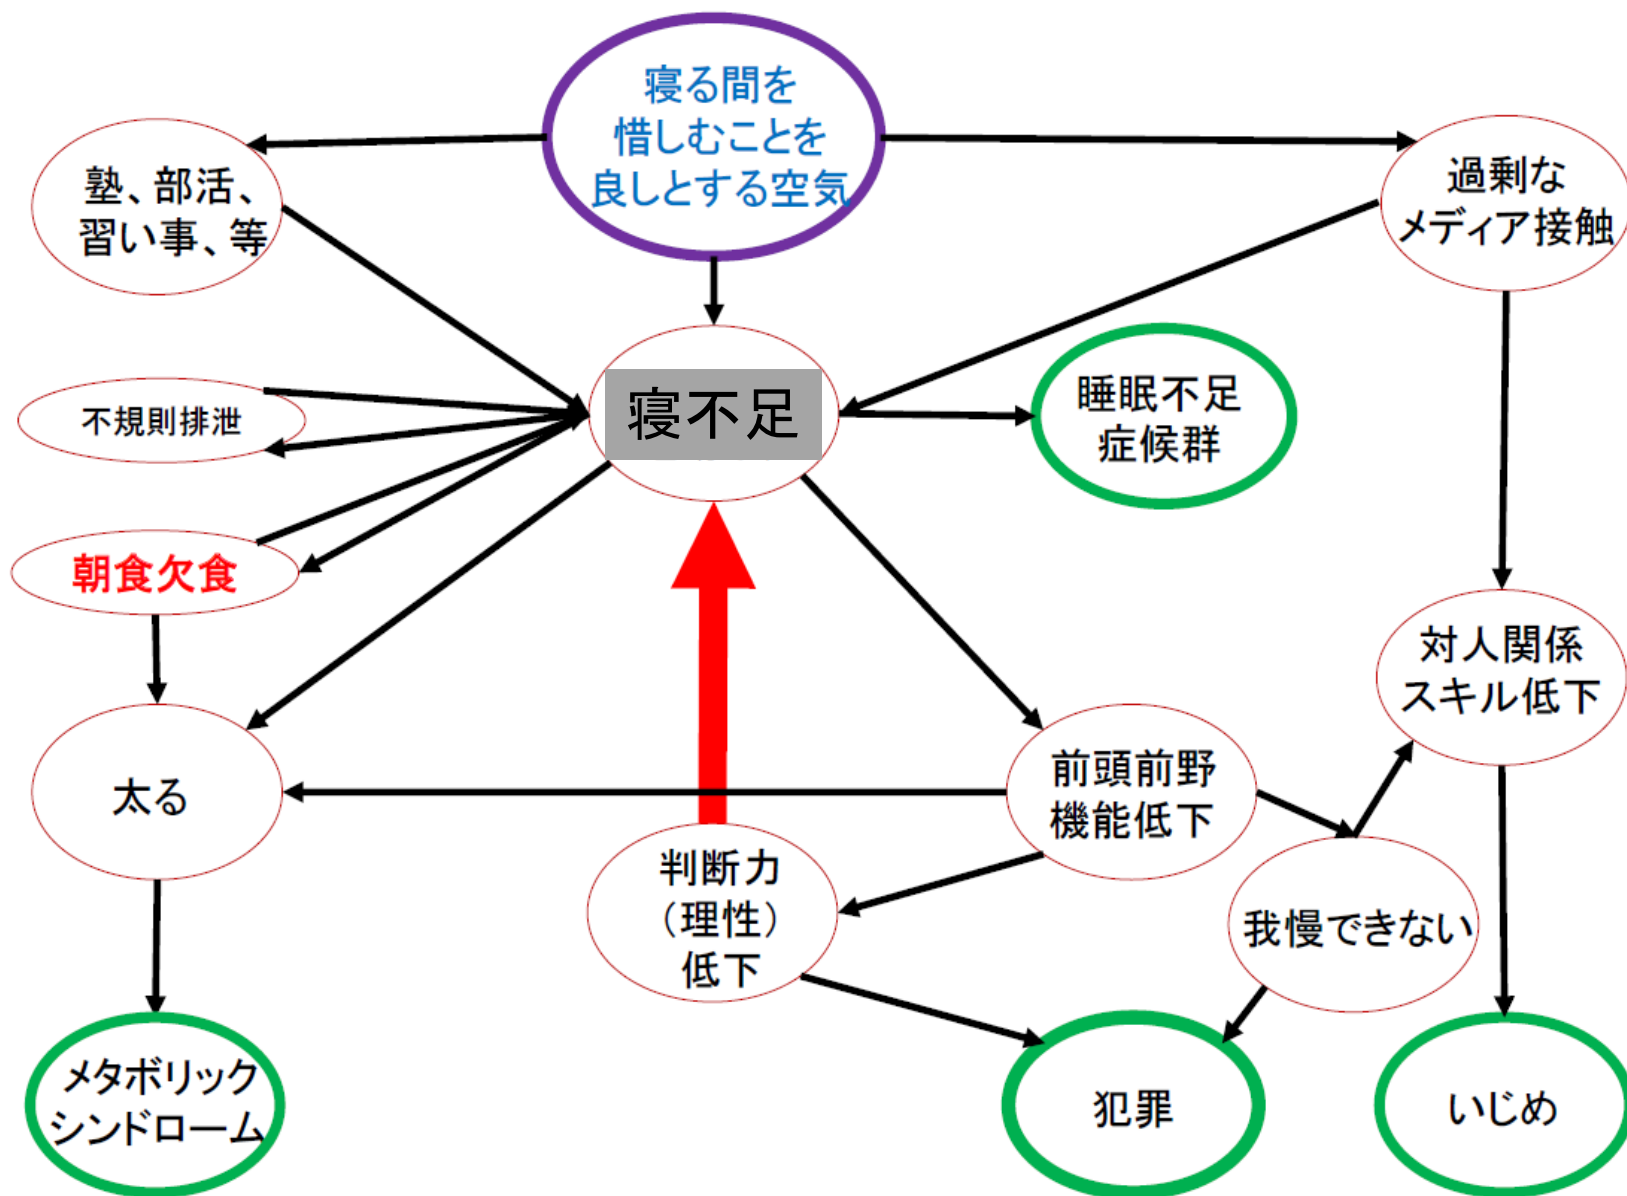 寝る間を
惜しむことを
良しとする空気
塾、部活、
習い事、等
過剰な
メディア接触
寝不足
睡眠不足
症候群
不規則排泄
朝食欠食
対人関係
スキル低下
太る
前頭前野
機能低下
判断力
（理性）
低下
我慢できない
メタボリック
シンドローム
犯罪
いじめ